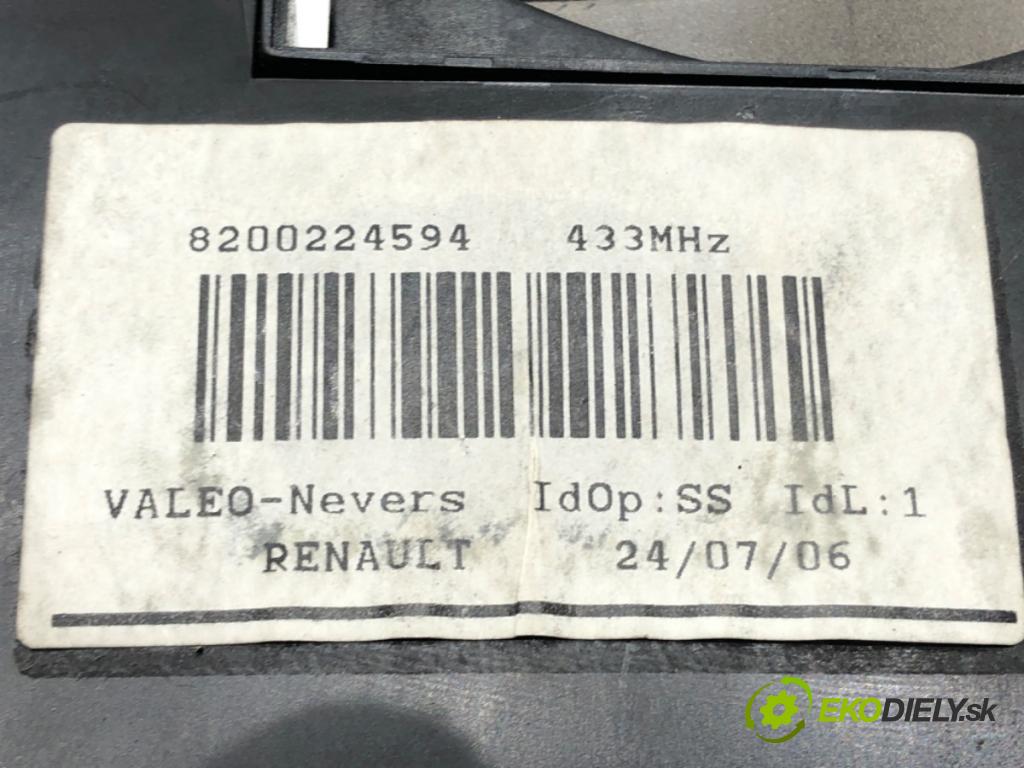 8200224594 433MHz
VALEO-Nevers IdOp:SS IdL:1
RENAULT 24/07/06
EKODIELY.sk